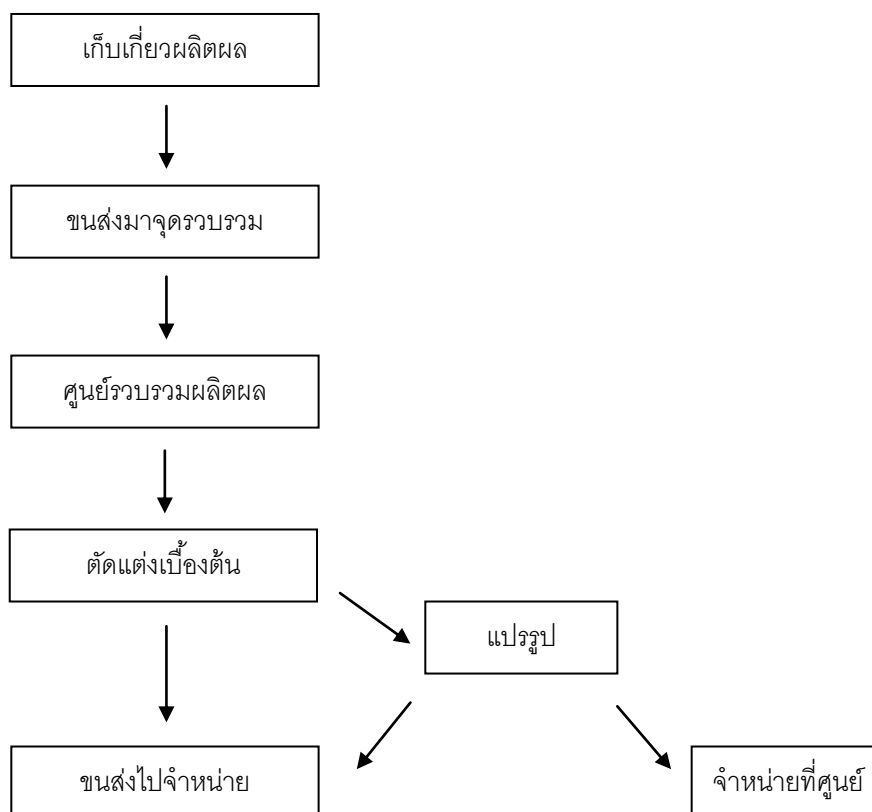 เก็บเกี่ยวผลิตผล
ขนส่งมาจุดรวบรวม
ศูนย์รวบรวมผลิตผล
ตัดแต่งเบื้องต้น
แปรรูป
ขนส่งไปจำหน่าย
จำหน่ายที่ศูนย์